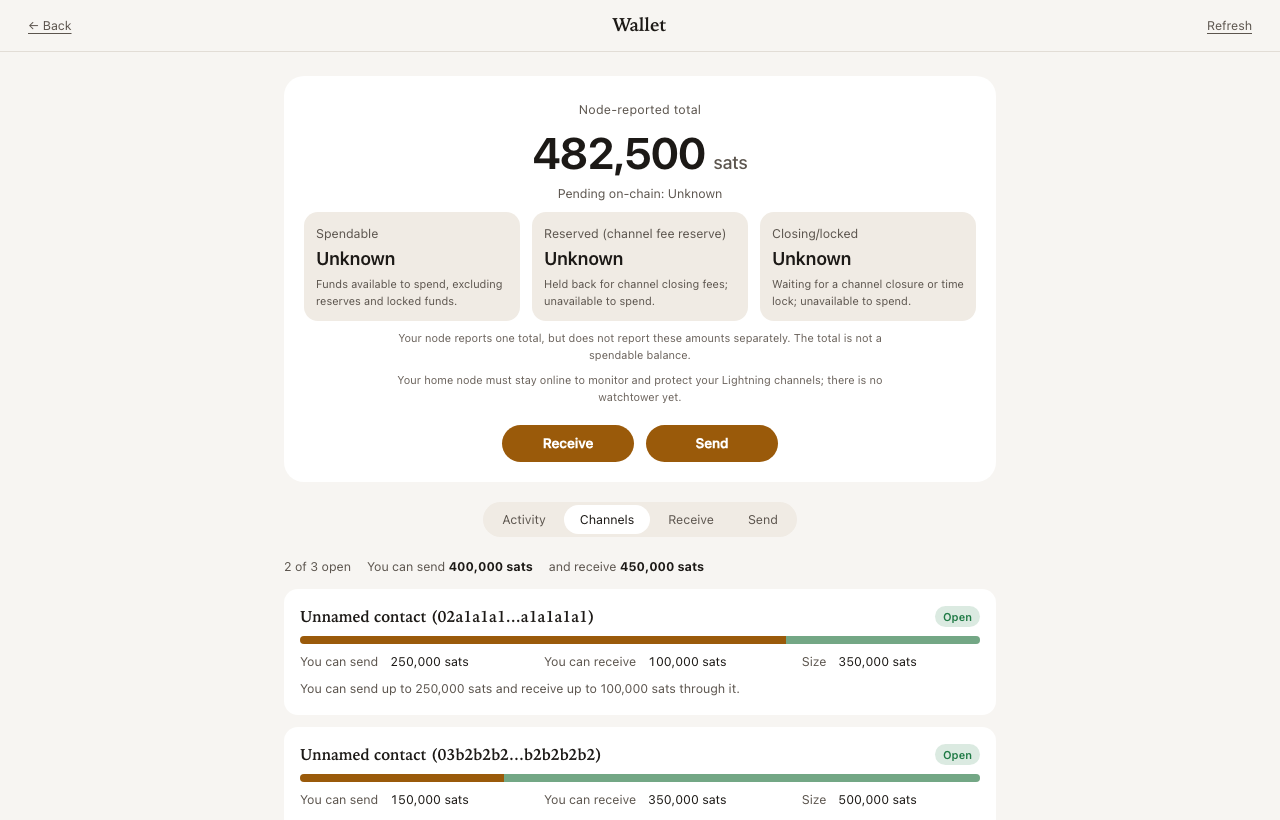 ← Back
Wallet
Refresh
Node-reported total
482,500 sats
Pending on-chain: Unknown
Spendable
Unknown
Funds available to spend, excluding
reserves and locked funds.
Reserved (channel fee reserve)
Unknown
Held back for channel closing fees;
unavailable to spend.
Closing/locked
Unknown
Waiting for a channel closure or time
lock; unavailable to spend.
Your node reports one total, but does not report these amounts separately. The total is not a
spendable balance.
Your home node must stay online to monitor and protect your Lightning channels; there is no
watchtower yet.
Receive
Send
Activity
Channels
Receive
Send
2 of 3 open You can send 400,000 sats and receive 450,000 sats
Unnamed contact (02a1a1a1…a1a1a1a1)
Open
You can send 250,000 sats You can receive 100,000 sats Size 350,000 sats
You can send up to 250,000 sats and receive up to 100,000 sats through it.
Unnamed contact (03b2b2b2…b2b2b2b2)
Open
You can send 150,000 sats You can receive 350,000 sats Size 500,000 sats